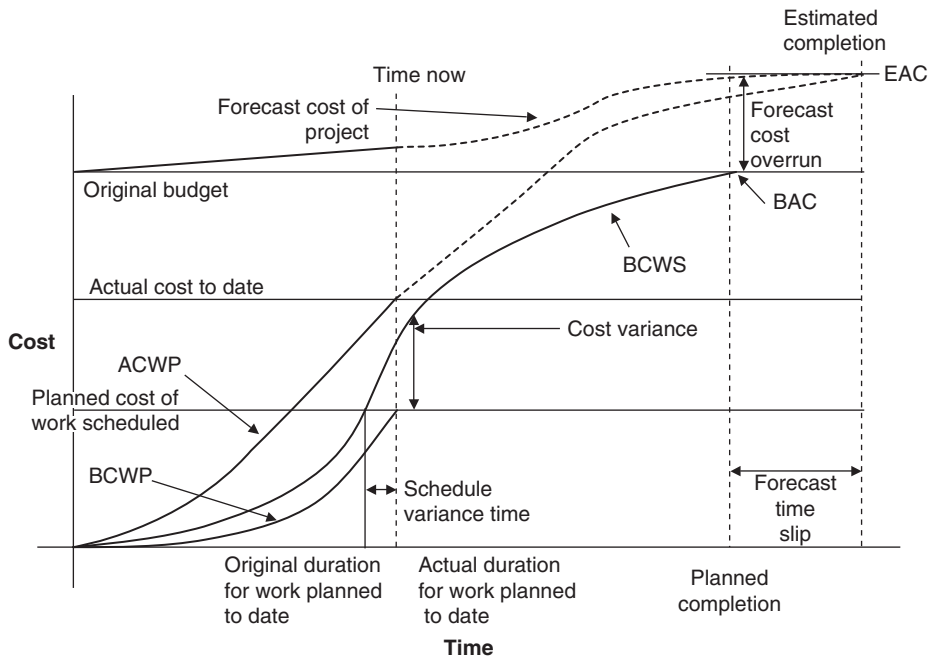 Estimated
completion
Time now
EAC
Forecast cost of
project
Forecast
cost
overrun
Original budget
BAC
BCWS
Actual cost to date
Cost variance
Cost
ACWP
Planned cost of
work scheduled
BCWP
Schedule
variance time
Forecast
time
slip
Original duration
for work planned
to date
Actual duration
for work planned
to date
Planned
completion
Time